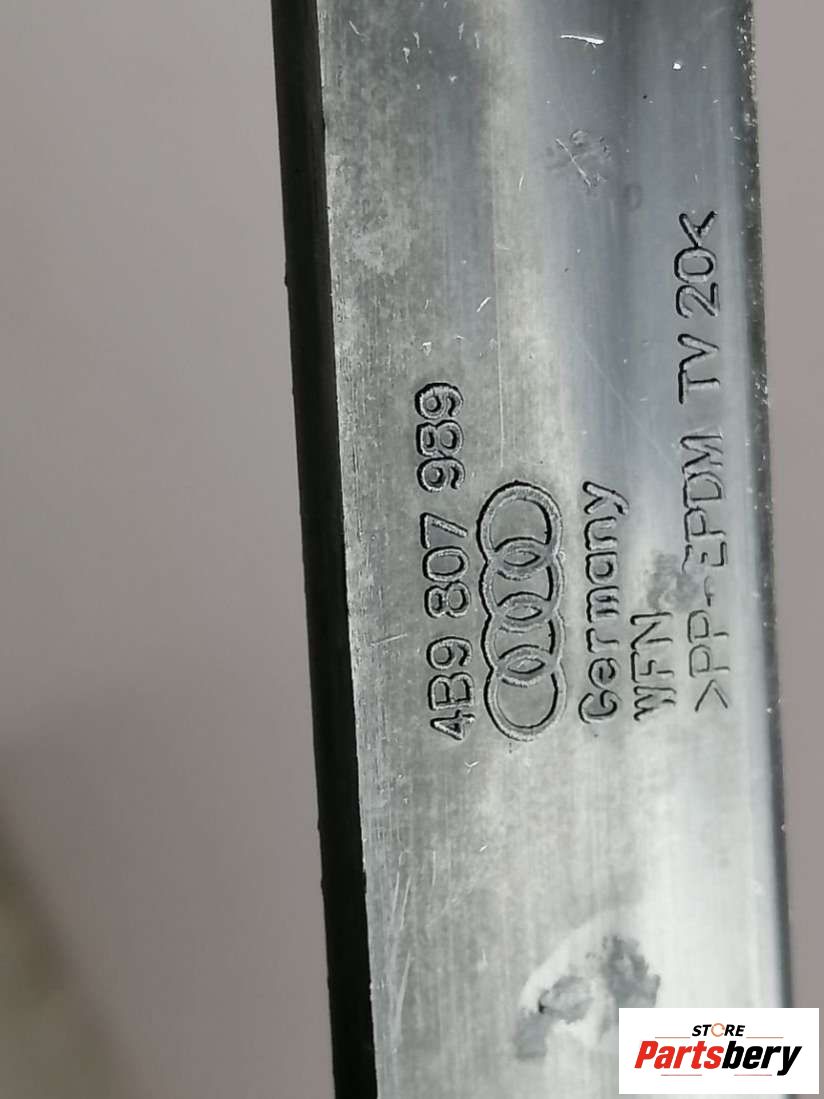 4B9 807 989
Germany
WFN
>PP-EPDM TV 20<
STORE
Partsbery